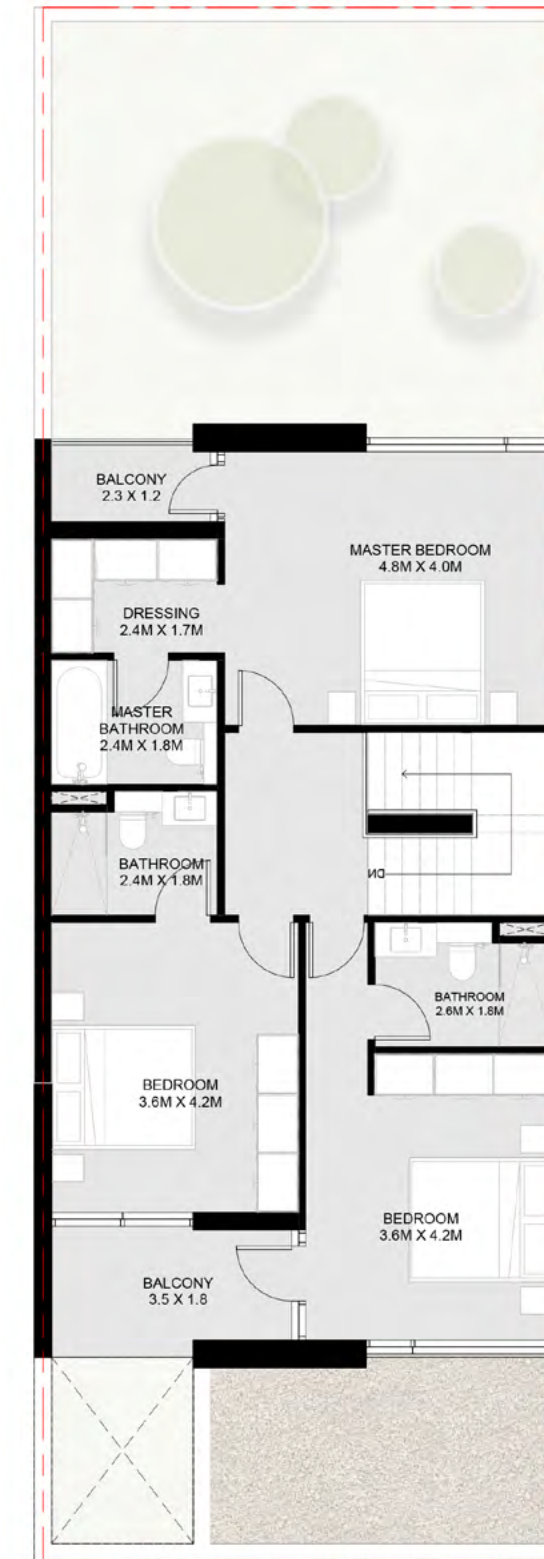 BALCONY
2.3 X 1.2
MASTER BEDROOM
4.8M X 4.0M
DRESSING
2.4M X 1.7M
MASTER
BATHROOM
2.4M X 1.8M
BATHROOM
2.4M X 1.8M
DN
BATHROOM
2.6M X 1.8M
BEDROOM
3.6M X 4.2M
BEDROOM
3.6M X 4.2M
BALCONY
3.5 X 1.8